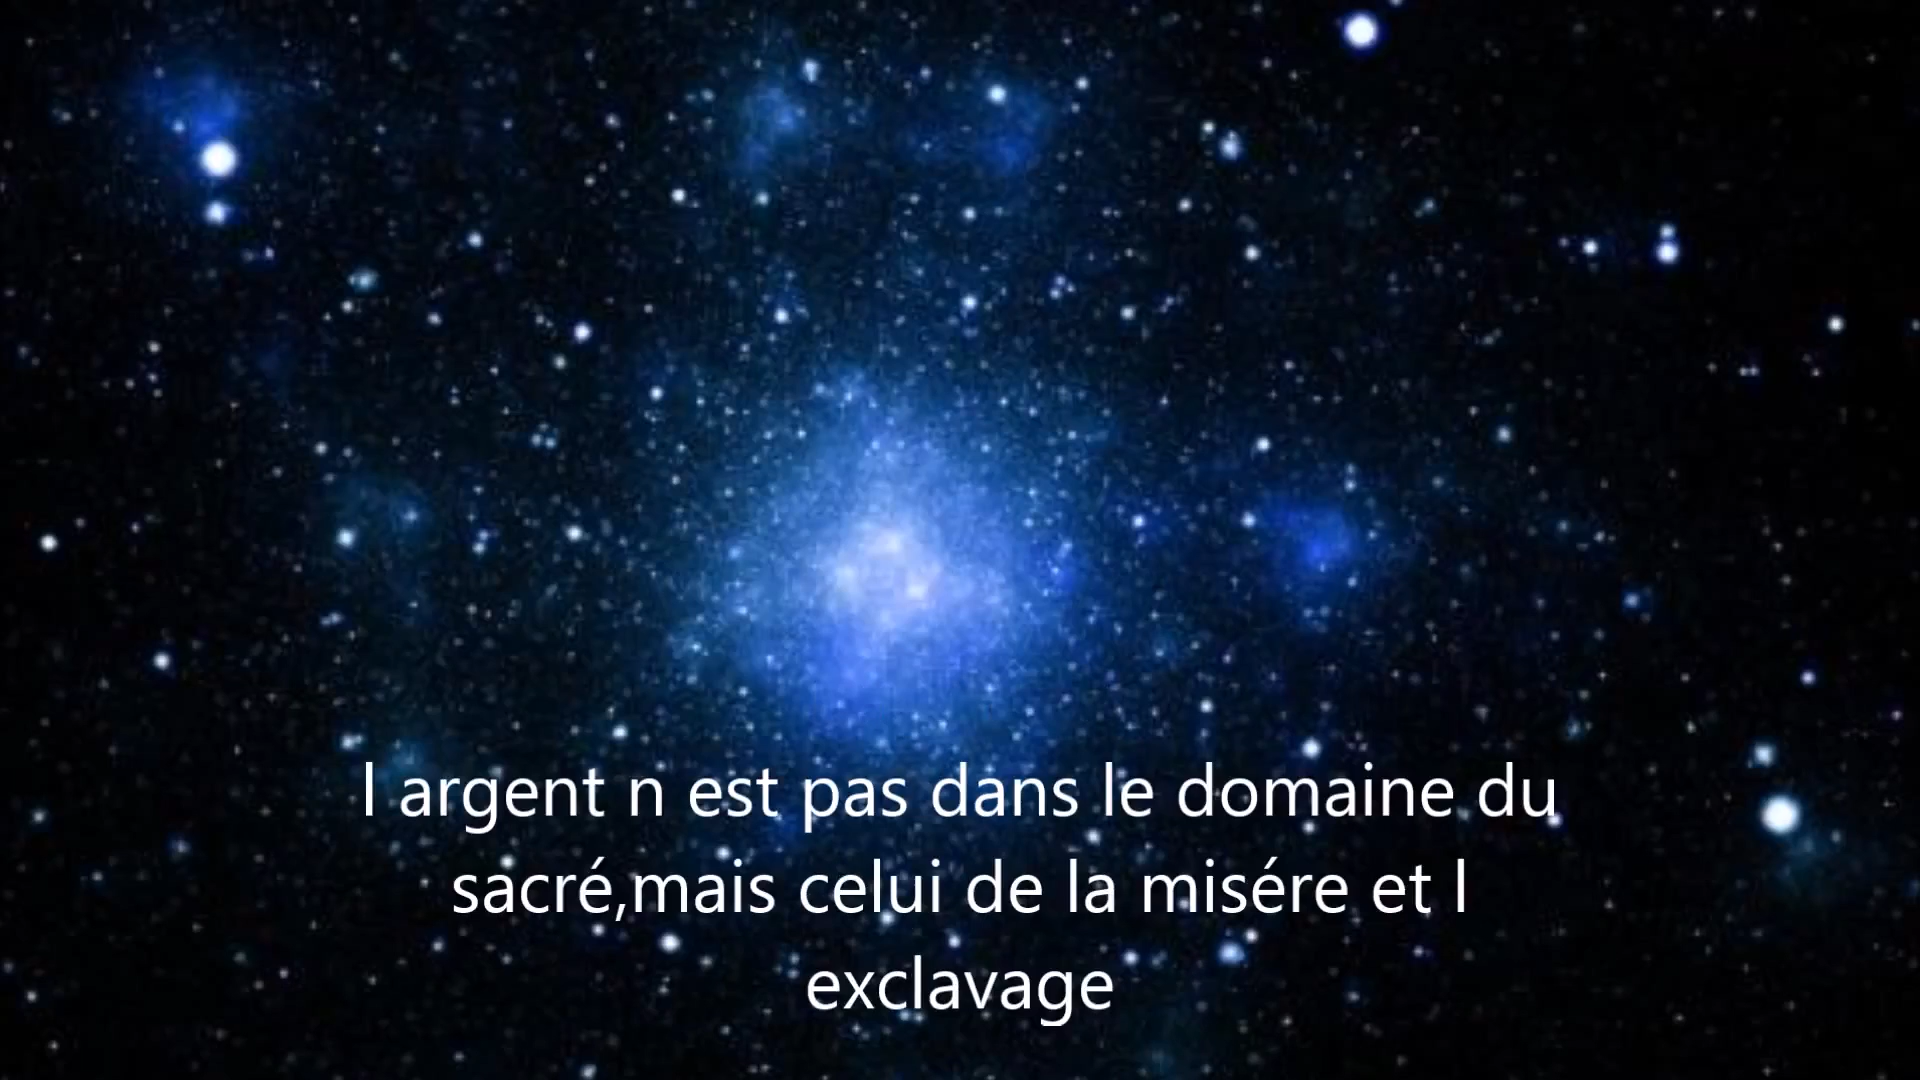 l argent n est pas dans le domaine du
sacré,mais celui de la misére et l
exclavage